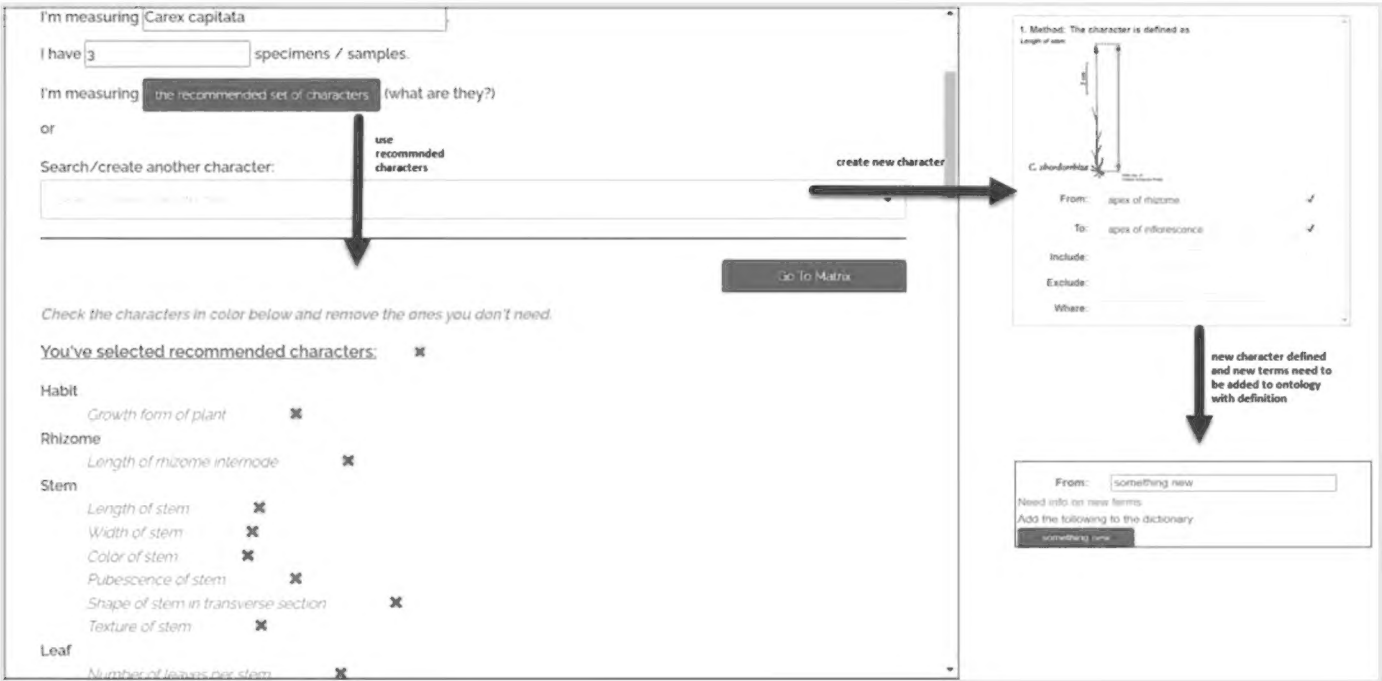 I'm measuring Carex capitata
I have 3 specimens / samples.
I'm measuring the recommended set of characters (what are they?)
or
use
recommnded
characters
Search/create another character:
create new character
Go To Matrix
Check the characters in color below and remove the ones you don't need.
You've selected recommended characters:
Habit
Growth form of plant
Rhizome
Length of rhizome internode
Stem
Length of stem
Width of stem
Color of stem
Pubescence of stem
Shape of stem in transverse section
Texture of stem
Leaf
Number of leaves per stem
1. Method: The character is defined as
Length of stem
C. chordorrhiza
From: apex of rhizome
To: apex of inflorescence
Include:
Exclude:
Where:
new character defined
and new terms need to
be added to ontology
with definition
From: something new
Need info on new terms
Add the following to the dictionary
something new